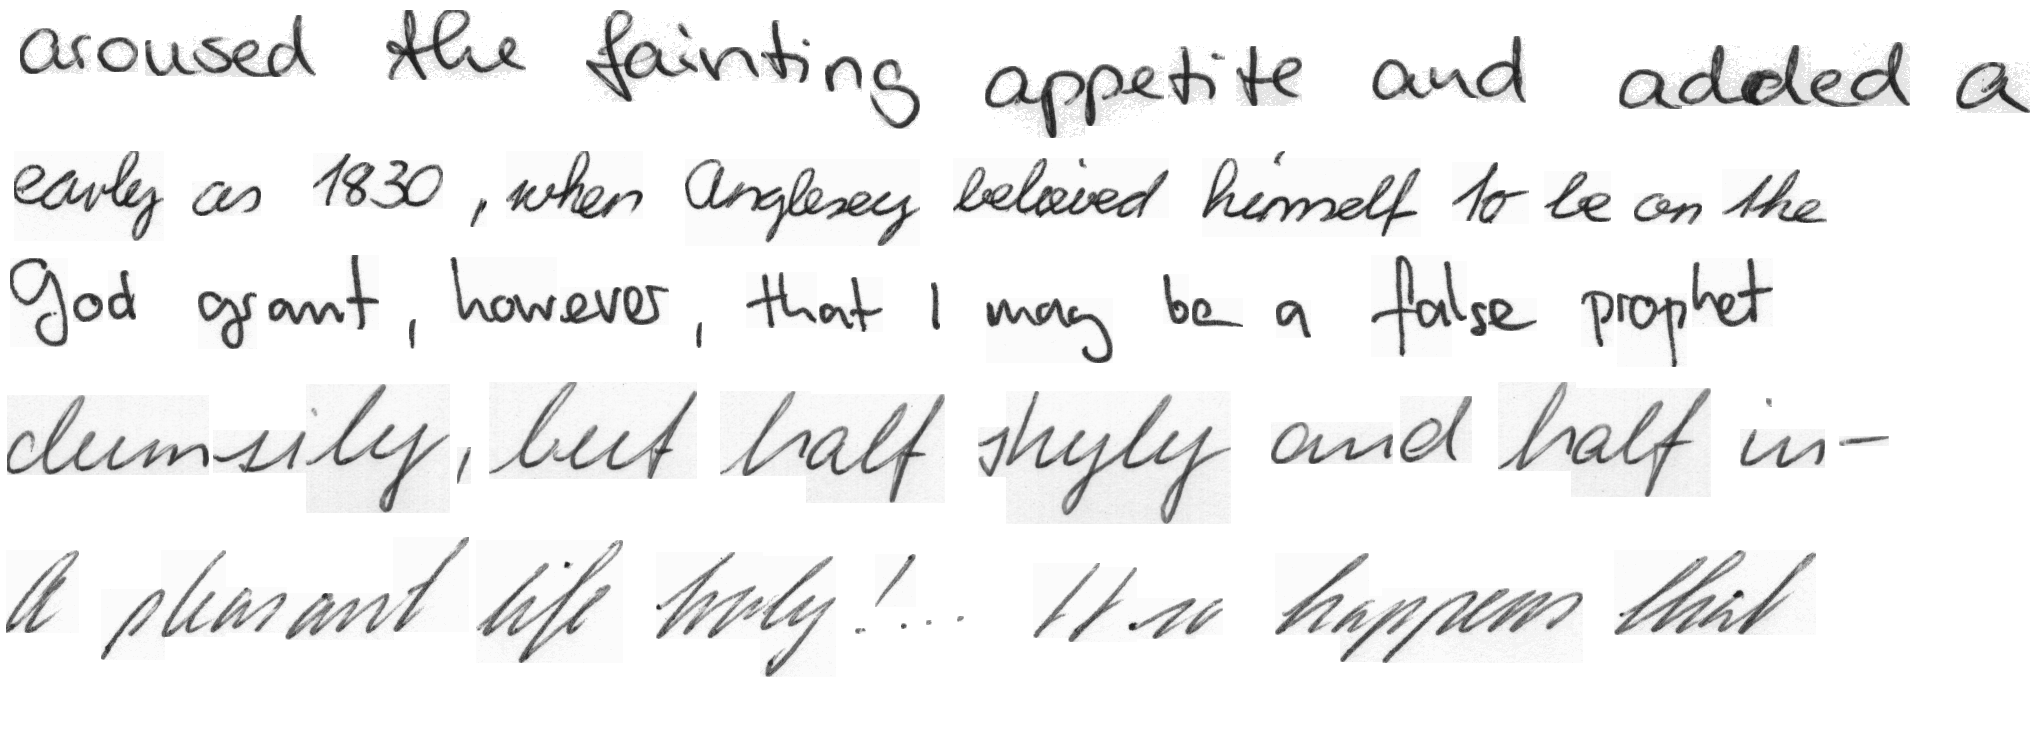 aroused the fainting appetite and added a
early as 1830, when Anglesey believed himself to be on the
God grant, however, that I may be a false prophet
clumsily, but half shyly and half in-
A pleasant life truly!... It so happens that